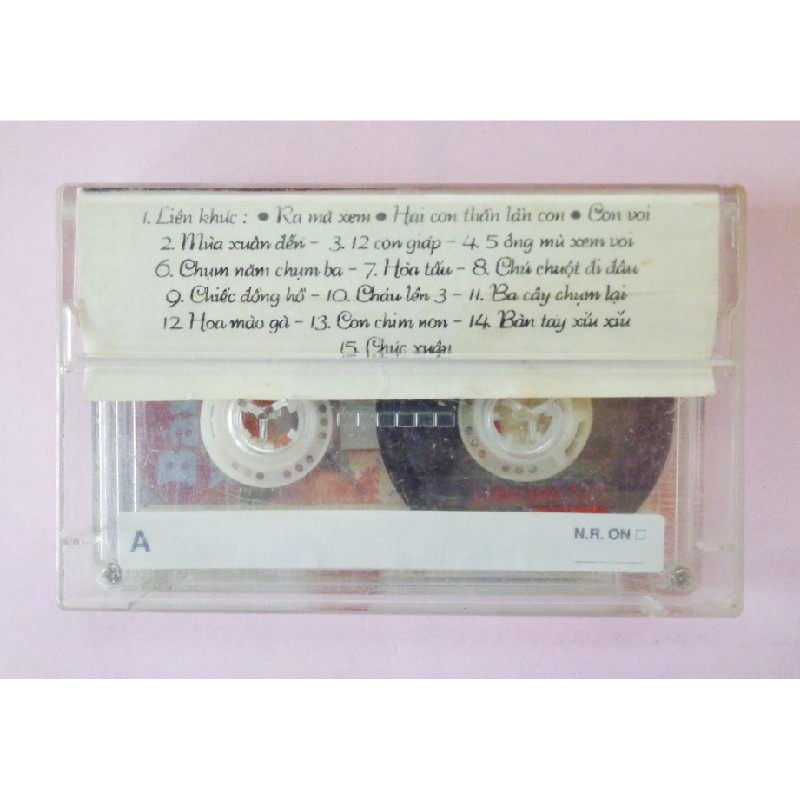 1. Liên khúc : • Ra mà xem • Hai con thằn lằn con • Con voi
2. Mùa xuân đến - 3. 12 con giáp - 4. 5 ông mù xem voi
6. Chụm năm chụm ba - 7. Hòa tấu - 8. Chú chuột đi đâu
9. Chiếc đồng hồ - 10. Cháu lên 3 - 11. Ba cây chụm lại
12. Hoa mào gà - 13. Con chim non - 14. Bàn tay xíu xíu
15. Chúc xuân
Ba
A
N.R. ON